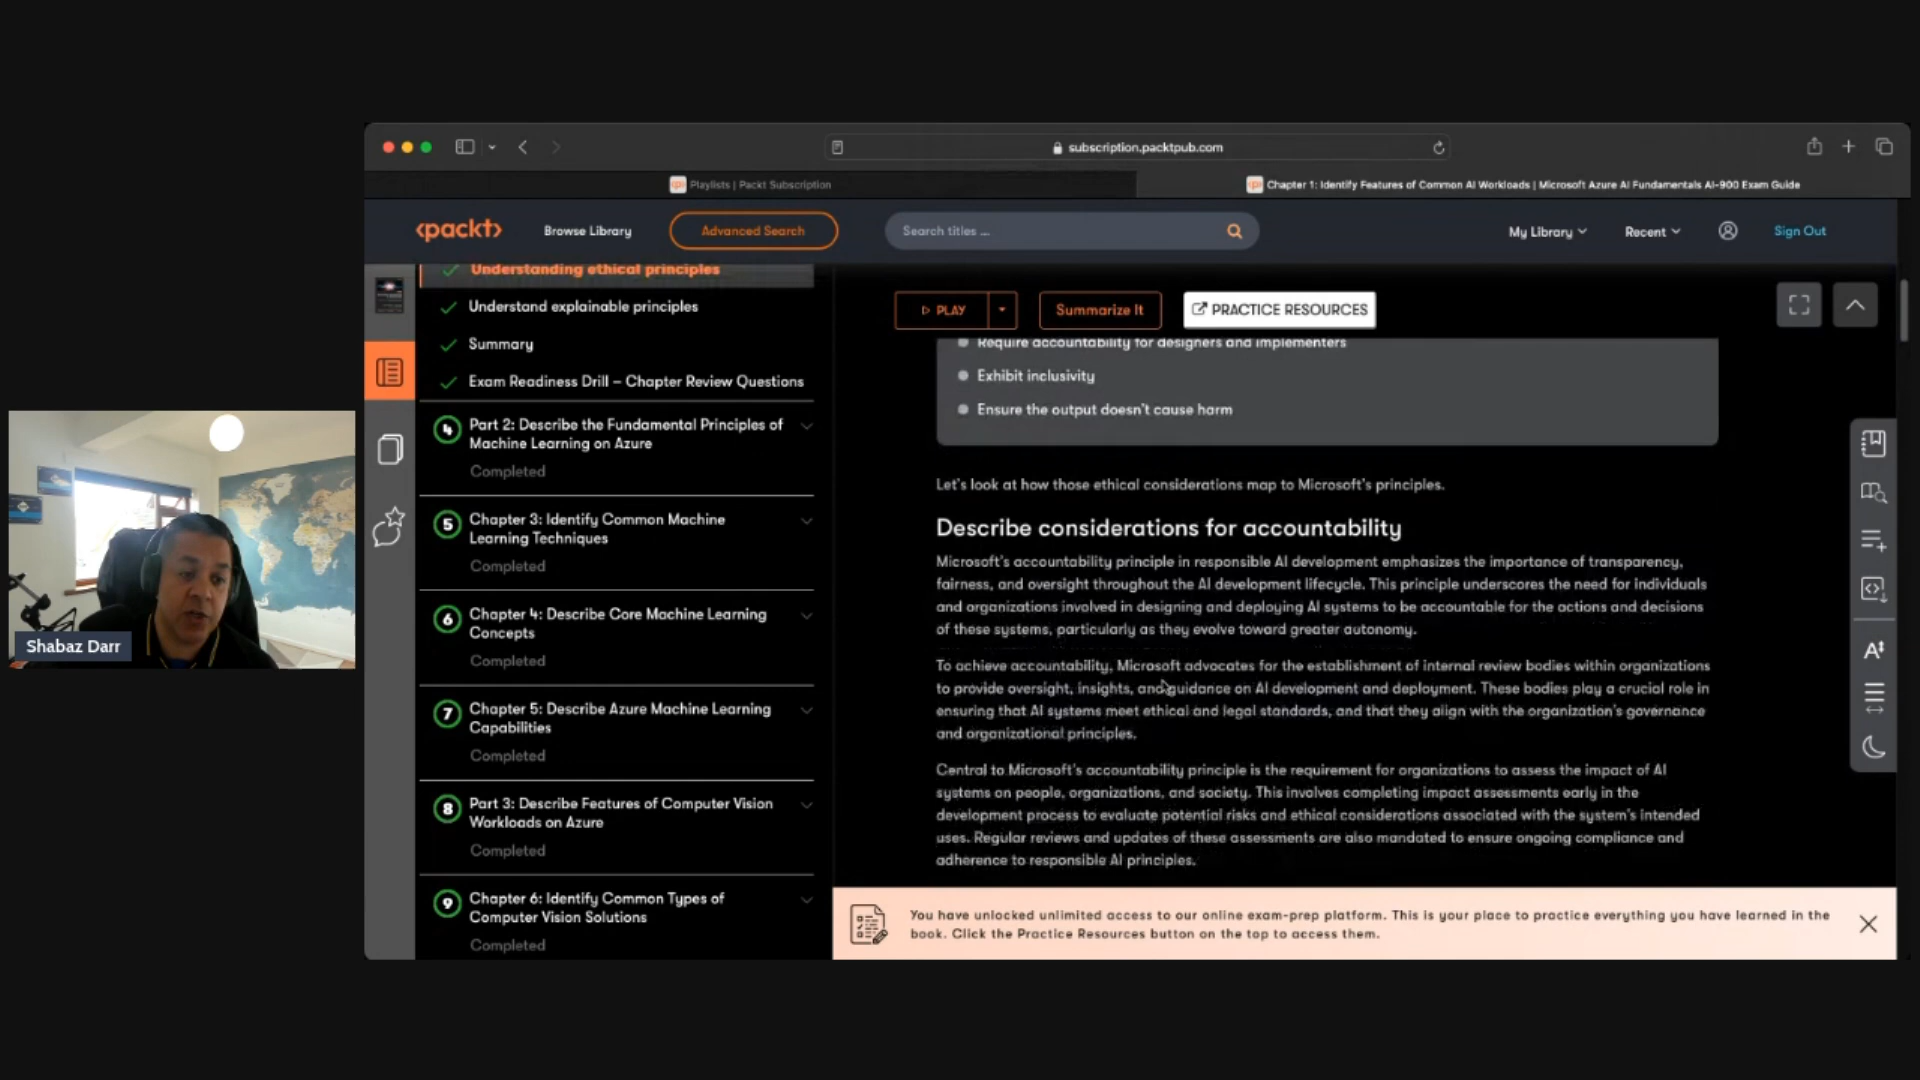 subscription.packtpub.com
Playlists | Packt Subscription
Chapter 1: Identify Features of Common AI Workloads | Microsoft Azure AI Fundamentals AI-900 Exam Guide
<packt>
Browse Library
Advanced Search
Search titles ...
My Library
Recent
Sign Out
Understanding ethical principles
Understand explainable principles
Summary
Exam Readiness Drill – Chapter Review Questions
4
Part 2: Describe the Fundamental Principles of
Machine Learning on Azure
Completed
5
Chapter 3: Identify Common Machine
Learning Techniques
Completed
6
Chapter 4: Describe Core Machine Learning
Concepts
Completed
7
Chapter 5: Describe Azure Machine Learning
Capabilities
Completed
8
Part 3: Describe Features of Computer Vision
Workloads on Azure
Completed
9
Chapter 6: Identify Common Types of
Computer Vision Solutions
Completed
PLAY
Summarize It
PRACTICE RESOURCES
Require accountability for designers and implementers
Exhibit inclusivity
Ensure the output doesn't cause harm
Let's look at how those ethical considerations map to Microsoft's principles.
Describe considerations for accountability
Microsoft's accountability principle in responsible AI development emphasizes the importance of transparency,
fairness, and oversight throughout the AI development lifecycle. This principle underscores the need for individuals
and organizations involved in designing and deploying AI systems to be accountable for the actions and decisions
of these systems, particularly as they evolve toward greater autonomy.
To achieve accountability, Microsoft advocates for the establishment of internal review bodies within organizations
to provide oversight, insights, and guidance on AI development and deployment. These bodies play a crucial role in
ensuring that AI systems meet ethical and legal standards, and that they align with the organization's governance
and organizational principles.
Central to Microsoft's accountability principle is the requirement for organizations to assess the impact of AI
systems on people, organizations, and society. This involves completing impact assessments early in the
development process to evaluate potential risks and ethical considerations associated with the system's intended
uses. Regular reviews and updates of these assessments are also mandated to ensure ongoing compliance and
adherence to responsible AI principles.
You have unlocked unlimited access to our online exam-prep platform. This is your place to practice everything you have learned in the
book. Click the Practice Resources button on the top to access them.
A
Shabaz Darr